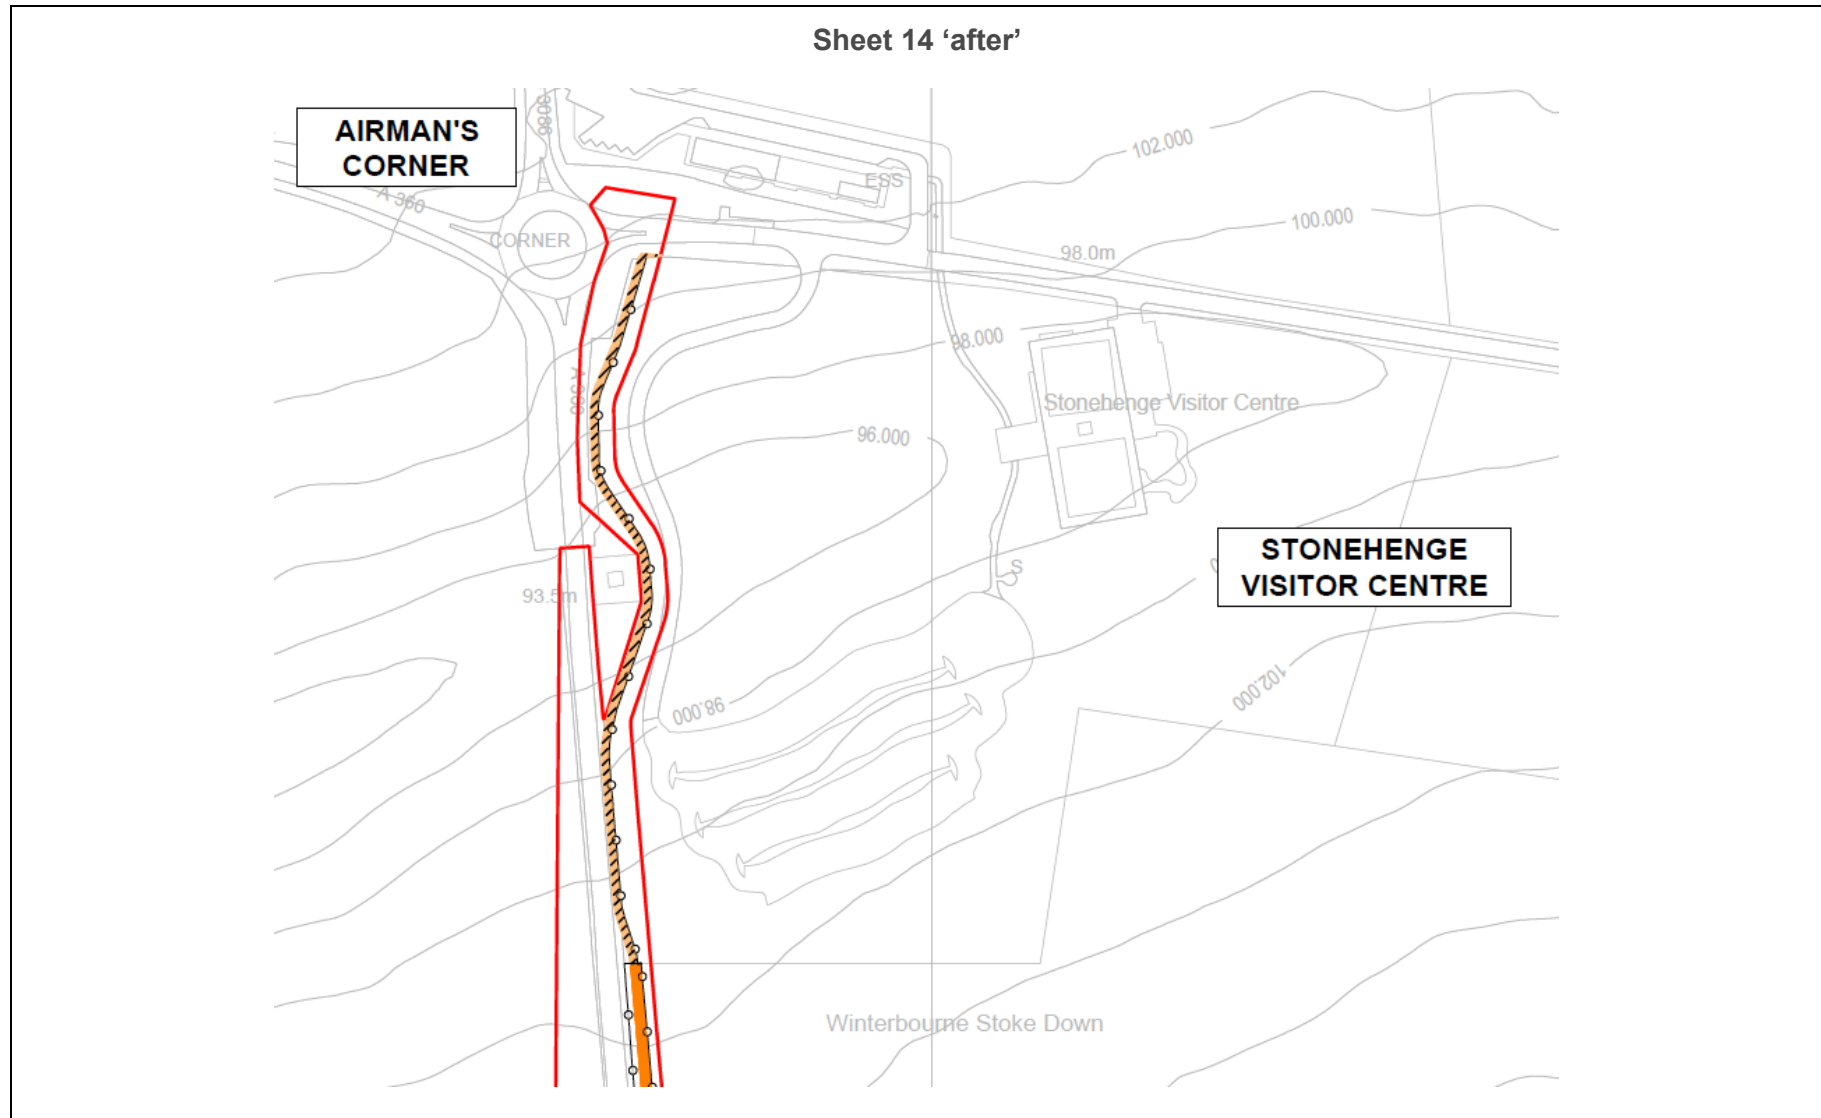 Sheet 14 ‘after’
AIRMAN'S
CORNER
102.000
ESS
A 360
100.000
CORNER
98.0m
98.000
A 360
Stonehenge Visitor Centre
96.000
STONEHENGE
VISITOR CENTRE
S
93.5m
102.000
98.000
Winterbourne Stoke Down